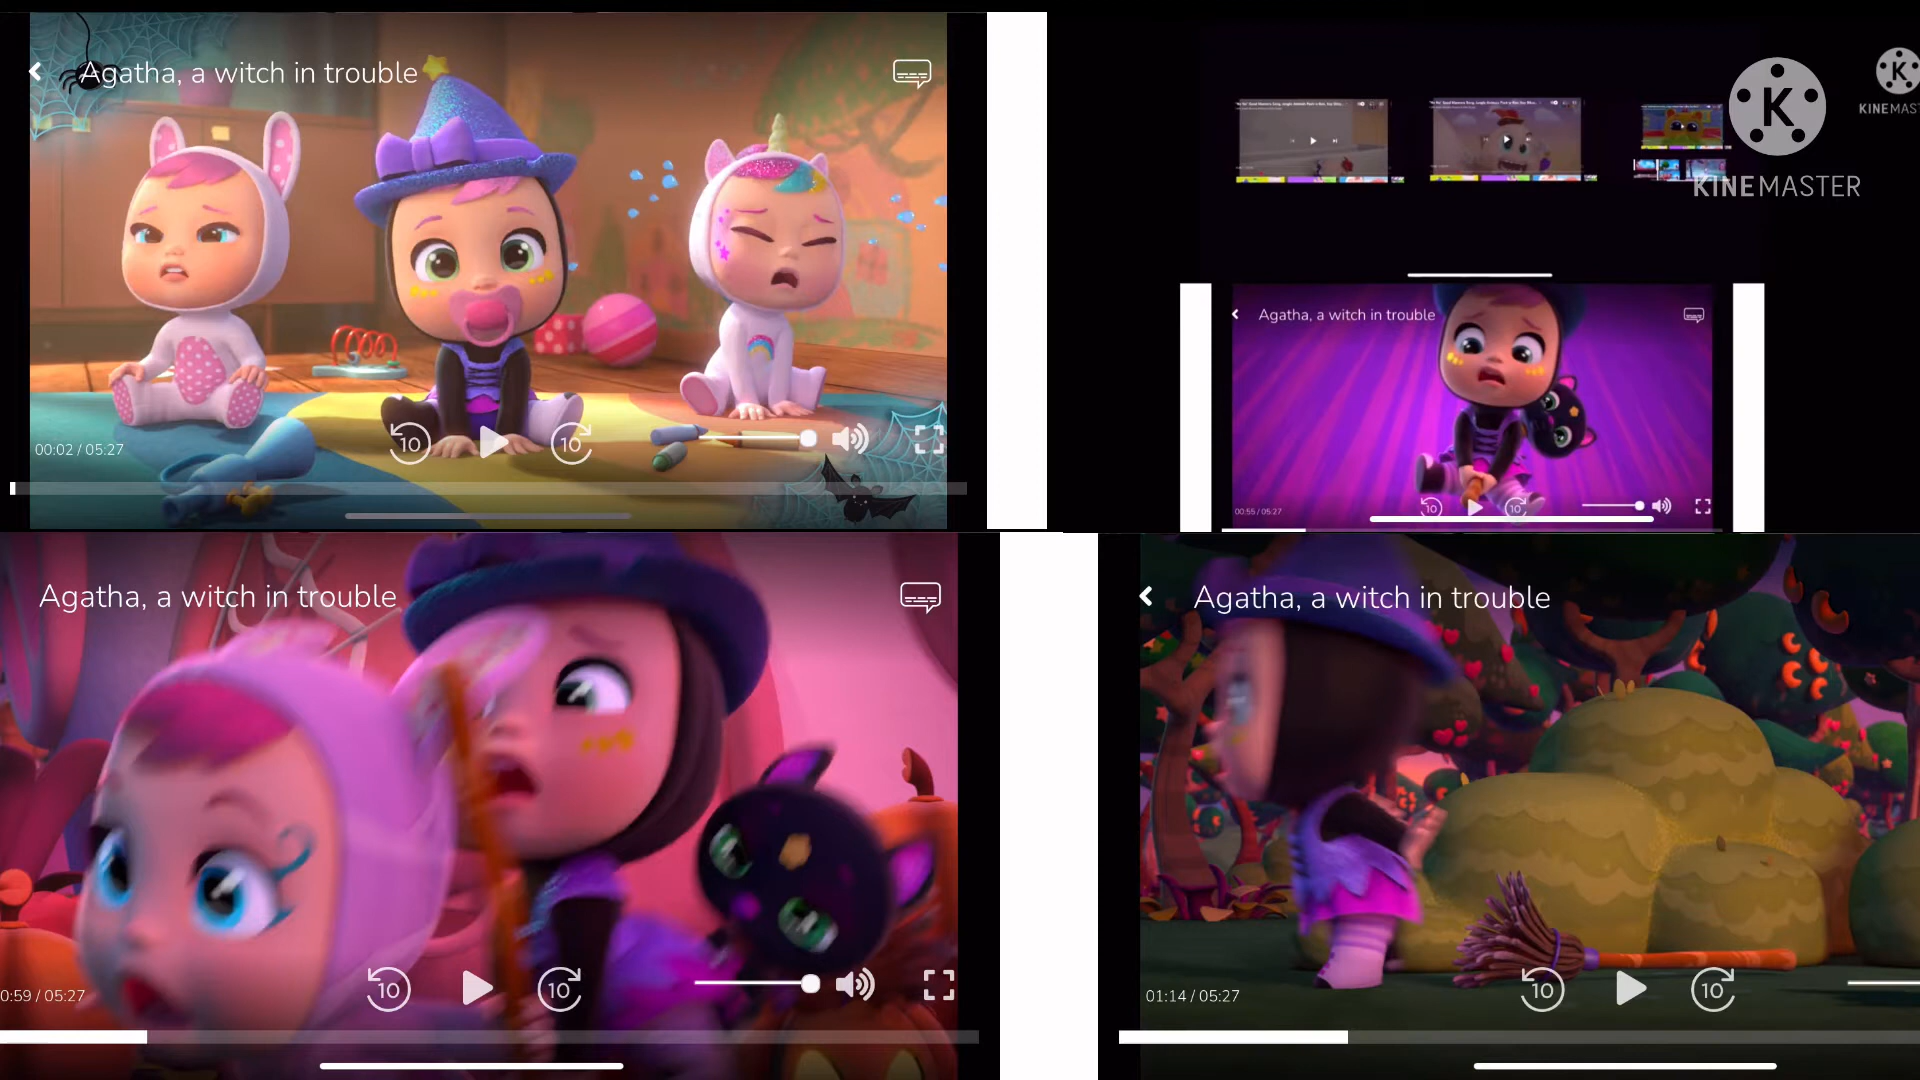 Agatha, a witch in trouble
10
10
00:02 / 05:27
KINEMASTER
KINEMAST
Agatha, a witch in trouble
10
10
00:55 / 05:27
Agatha, a witch in trouble
10
10
0:59 / 05:27
Agatha, a witch in trouble
10
10
01:14 / 05:27